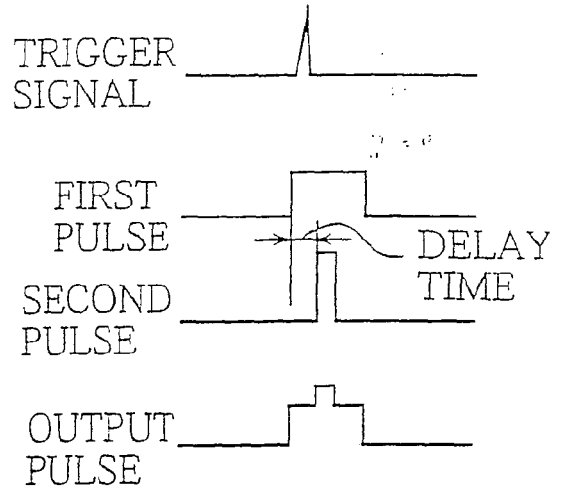 TRIGGER
SIGNAL
FIRST
PULSE
DELAY
TIME
SECOND
PULSE
OUTPUT
PULSE